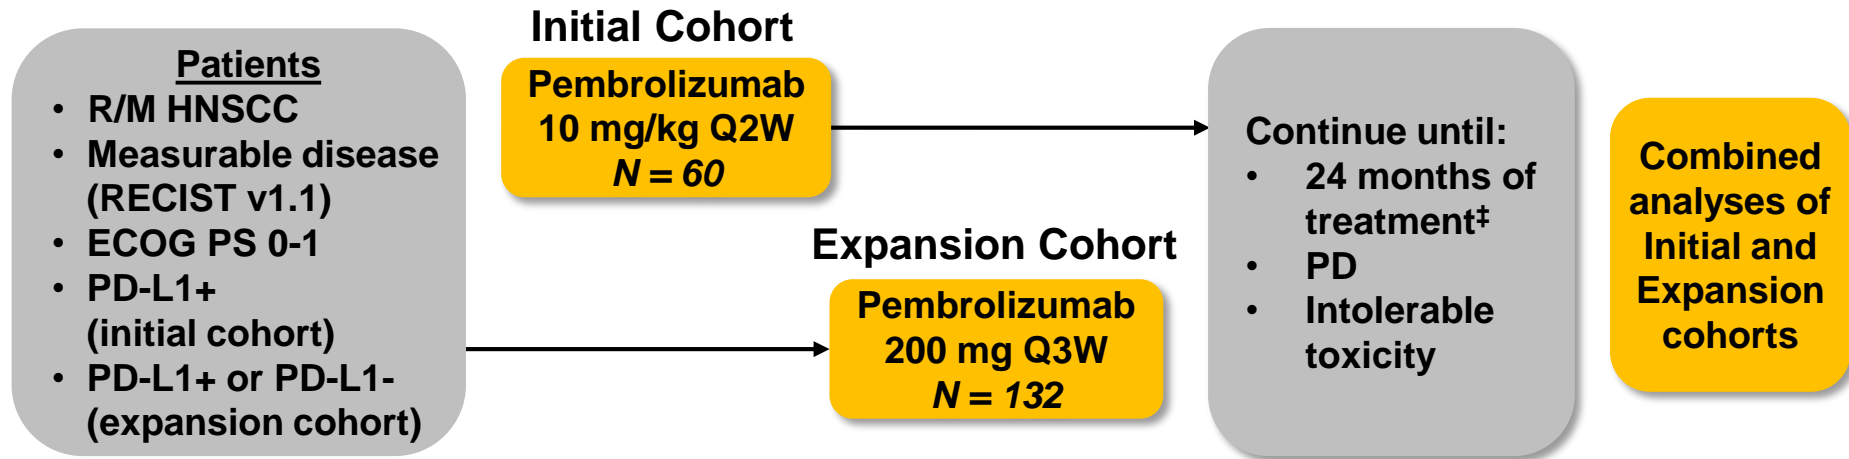 Patients
• R/M HNSCC
• Measurable disease
(RECIST v1.1)
• ECOG PS 0-1
• PD-L1+
(initial cohort)
• PD-L1+ or PD-L1-
(expansion cohort)
Initial Cohort
Pembrolizumab
10 mg/kg Q2W
N = 60
Expansion Cohort
Pembrolizumab
200 mg Q3W
N = 132
Continue until:
• 24 months of
treatment‡
• PD
• Intolerable
toxicity
Combined
analyses of
Initial and
Expansion
cohorts